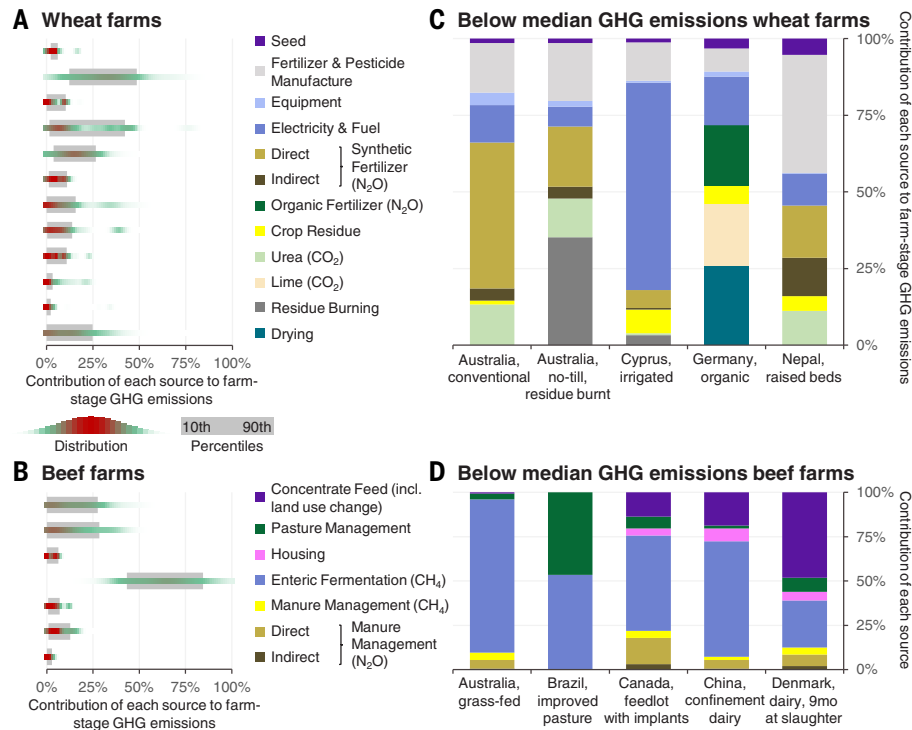 A Wheat farms
Seed
Fertilizer & Pesticide
Manufacture
Equipment
Electricity & Fuel
Direct
Indirect
Synthetic
Fertilizer
(N₂O)
Organic Fertilizer (N₂O)
Crop Residue
Urea (CO₂)
Lime (CO₂)
Residue Burning
Drying
0% 25% 50% 75% 100%
Contribution of each source to farm-
stage GHG emissions
Distribution
10th 90th
Percentiles
B Beef farms
Concentrate Feed (incl.
land use change)
Pasture Management
Housing
Enteric Fermentation (CH₄)
Manure Management (CH₄)
Direct
Indirect
Manure
Management
(N₂O)
0% 25% 50% 75% 100%
Contribution of each source to farm-
stage GHG emissions
C Below median GHG emissions wheat farms
100%
75%
50%
25%
0%
Contribution of each source to farm-stage GHG emissions
Australia,
conventional
Australia,
no-till,
residue burnt
Cyprus,
irrigated
Germany,
organic
Nepal,
raised beds
D Below median GHG emissions beef farms
100%
75%
50%
25%
0%
Contribution of each source
Australia,
grass-fed
Brazil,
improved
pasture
Canada,
feedlot
with implants
China,
confinement
dairy
Denmark,
dairy, 9mo
at slaughter